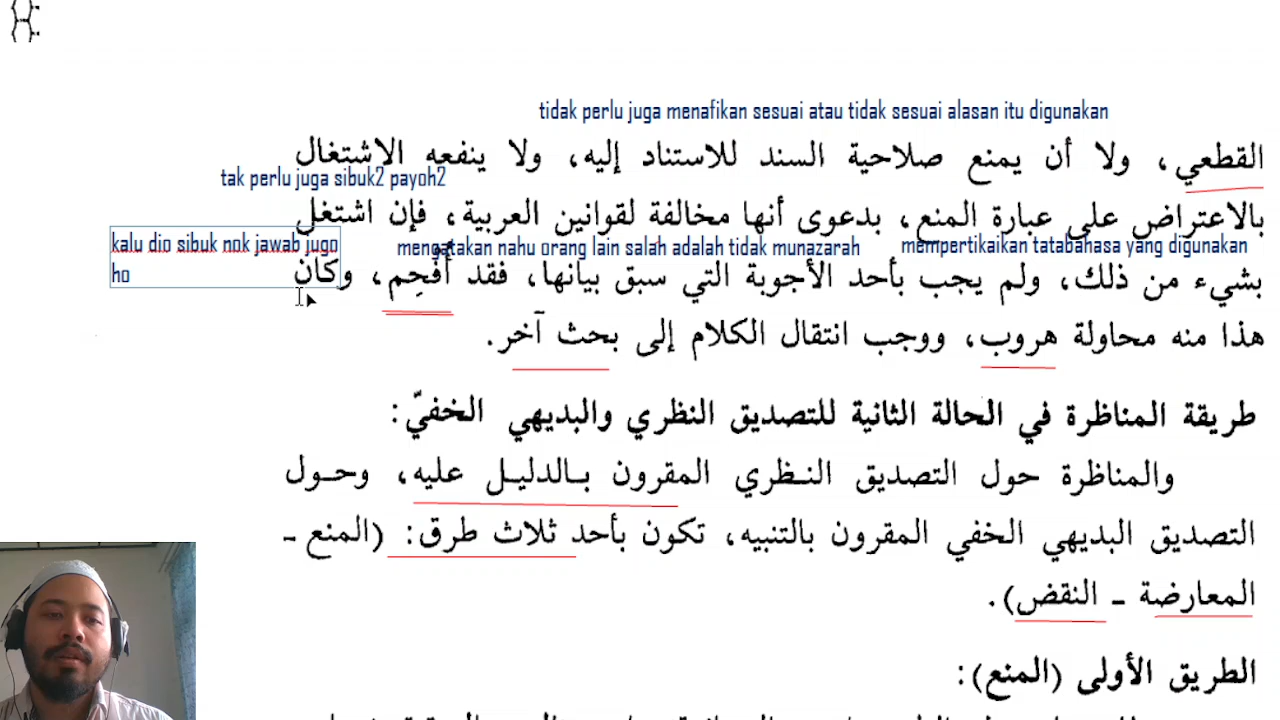 tidak perlu juga menafikan sesuai atau tidak sesuai alasan itu digunakan
القطعي، ولا أن يمنع صلاحية السند للاستناد إليه، ولا ينفعه الاشتغال
tak perlu juga sibuk2 payoh2
بالاعتراض على عبارة المنع، بدعوى أنها مخالفة لقوانين العربية، فإن اشتغل
kalu dio sibuk nok jawab jugo
ho
mengatakan nahu orang lain salah adalah tidak munazarah
mempertikaikan tatabahasa yang digunakan
بشيء من ذلك، ولم يجب بأحد الأجوبة التي سبق بيانها، فقد أُفْحِم، وكان
هذا منه محاولة هروب، ووجب انتقال الكلام إلى بحث آخر.
طريقة المناظرة في الحالة الثانية للتصديق النظري والبديهي الخفيّ:
والمناظرة حول التصديق النـظري المقرون بـالدليـل عليه، وحـول
التصديق البديهي الخفي المقرون بالتنبيه، تكون بأحد ثلاث طرق: (المنع ـ
المعارضة ـ النقض).
الطريق الأولى (المنع):